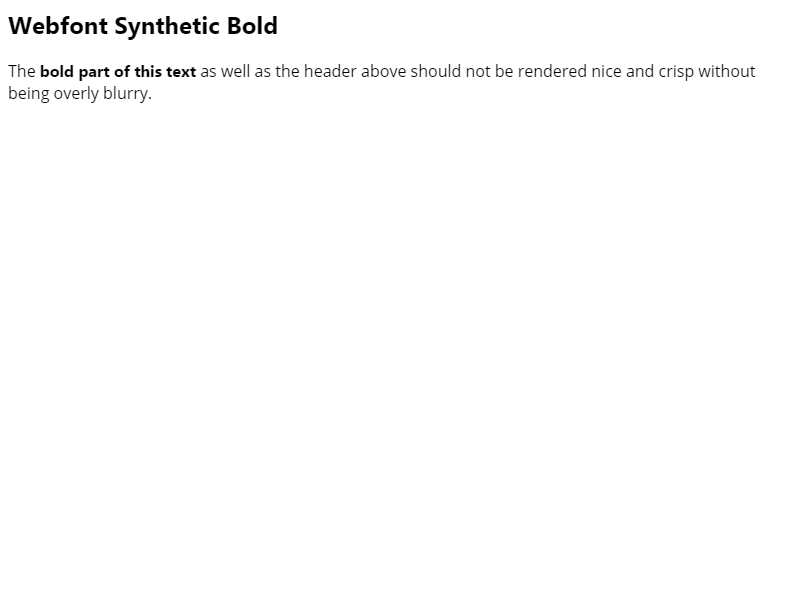 Webfont Synthetic Bold
The bold part of this text as well as the header above should not be rendered nice and crisp without
being overly blurry.